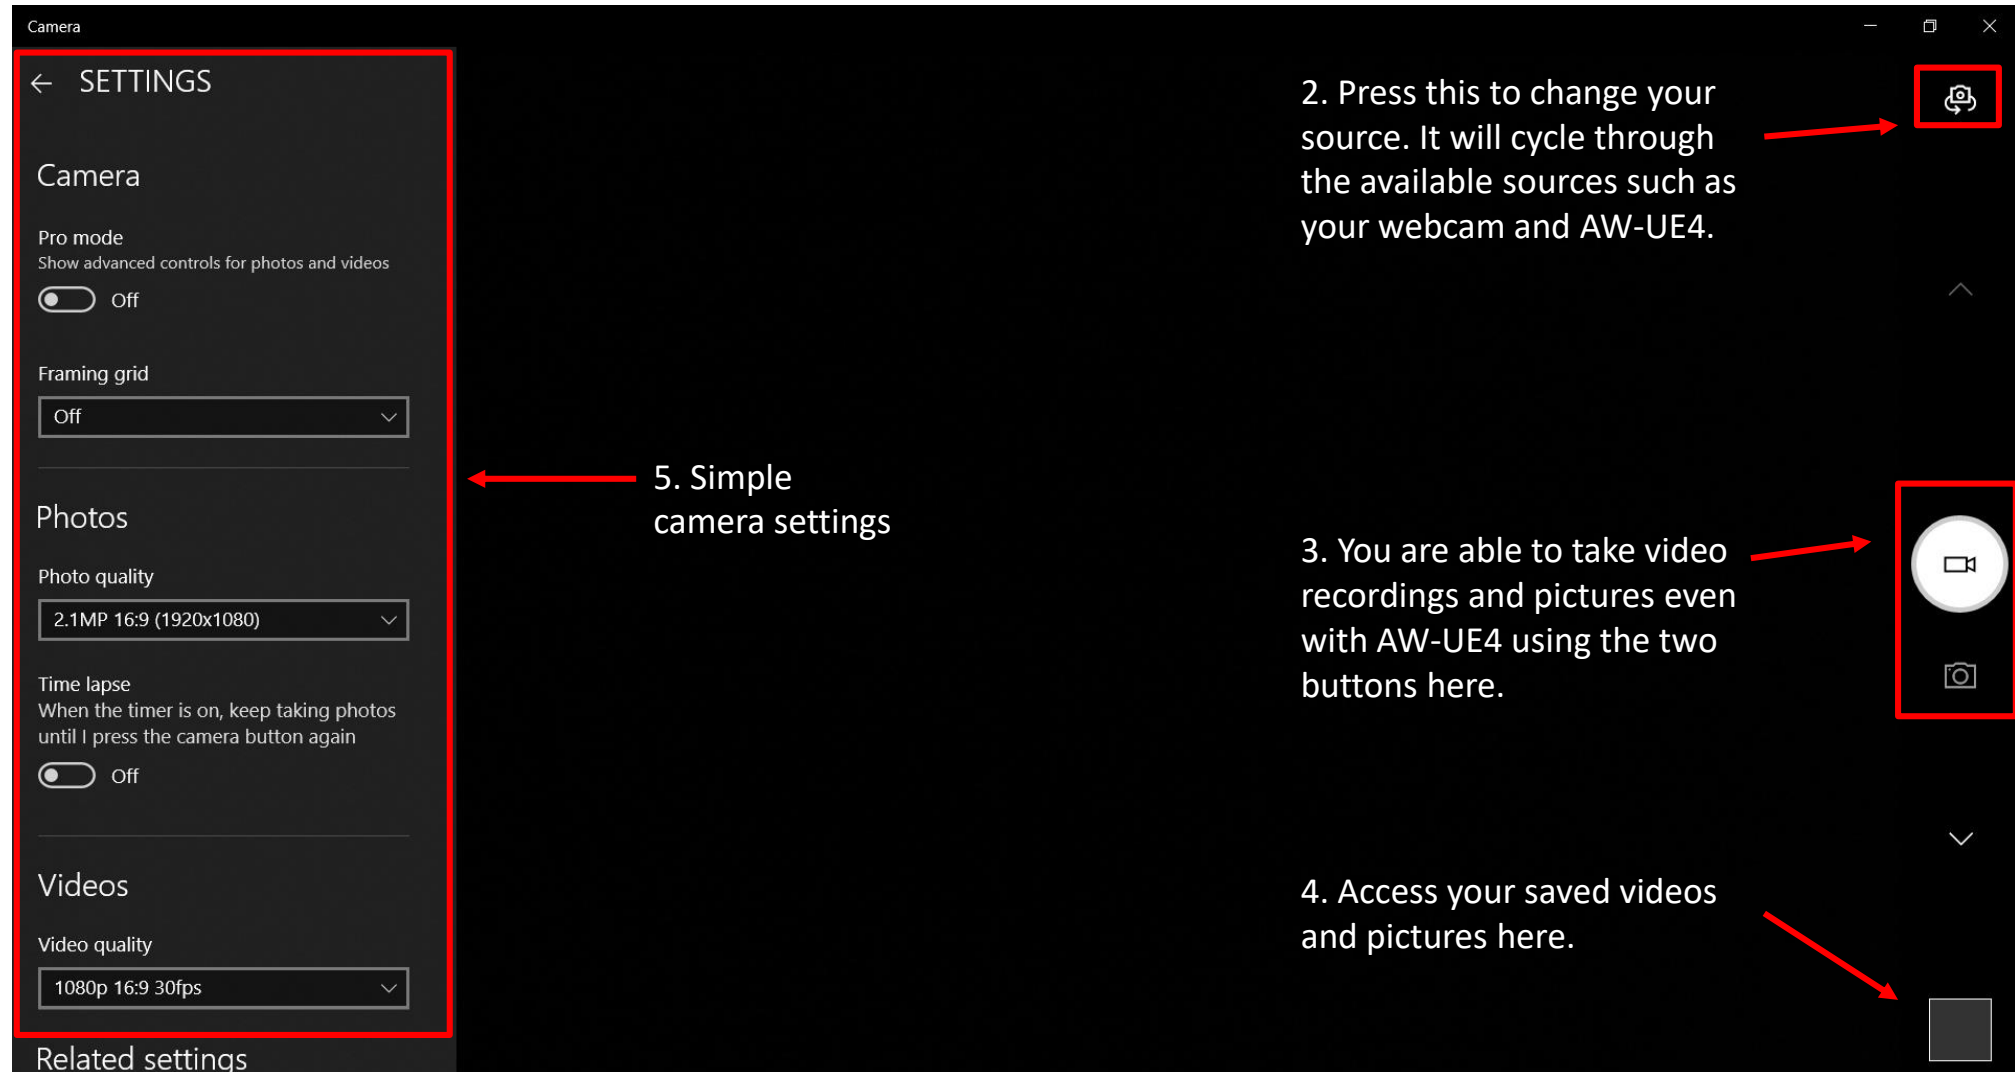 Camera
SETTINGS
Camera
Pro mode
Show advanced controls for photos and videos
Off
Framing grid
Off
Photos
Photo quality
2.1MP 16:9 (1920x1080)
Time lapse
When the timer is on, keep taking photos
until I press the camera button again
Off
Videos
Video quality
1080p 16:9 30fps
Related settings
5. Simple
camera settings
2. Press this to change your
source. It will cycle through
the available sources such as
your webcam and AW-UE4.
3. You are able to take video
recordings and pictures even
with AW-UE4 using the two
buttons here.
4. Access your saved videos
and pictures here.